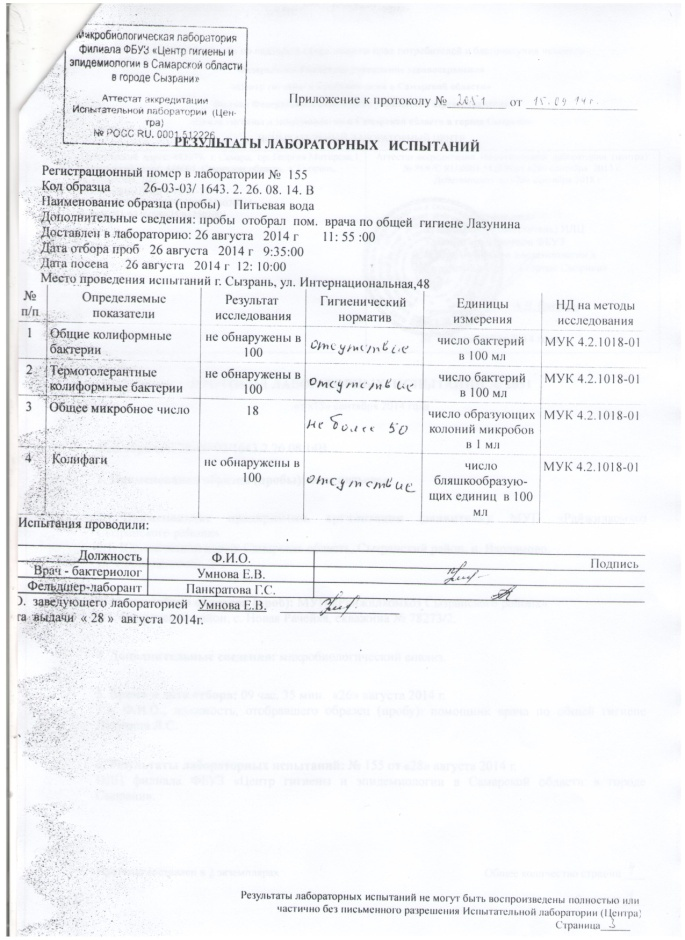 Микробиологическая лаборатория
филиала ФБУЗ «Центр гигиены и
эпидемиологии в Самарской области
в городе Сызрани»
Аттестат аккредитации
Испытательной лаборатории (Цен-
тра)
№ РОСС RU. 0001.512226
Приложение к протоколу № 2051 от 15.09.14г.
РЕЗУЛЬТАТЫ ЛАБОРАТОРНЫХ ИСПЫТАНИЙ
Регистрационный номер в лаборатории № 155
Код образца 26-03-03/ 1643. 2. 26. 08. 14. В
Наименование образца (пробы) Питьевая вода
Дополнительные сведения: пробы отобрал пом. врача по общей гигиене Лазунина
Доставлен в лабораторию: 26 августа 2014 г 11: 55 :00
Дата отбора проб 26 августа 2014 г 9:35:00
Дата посева 26 августа 2014 г 12: 10:00
Место проведения испытаний г. Сызрань, ул. Интернациональная,48
№ п/п Определяемые показатели Результат исследования Гигиенический норматив Единицы измерения НД на методы исследования
1 Общие колиформные бактерии не обнаружены в 100 отсутствие число бактерий в 100 мл МУК 4.2.1018-01
2 Термотолерантные колиформные бактерии не обнаружены в 100 отсутствие число бактерий в 100 мл МУК 4.2.1018-01
3 Общее микробное число 18 не более 50 число образующих колоний микробов в 1 мл МУК 4.2.1018-01
4 Колифаги не обнаружены в 100 отсутствие число бляшкообразую-щих единиц в 100 мл МУК 4.2.1018-01
Испытания проводили:
Должность Ф.И.О. Подпись
Врач - бактериолог Умнова Е.В.
Фельдшер-лаборант Панкратова Г.С.
О. заведующего лабораторией Умнова Е.В.
та выдачи « 28 » августа 2014г.
Результаты лабораторных испытаний не могут быть воспроизведены полностью или
частично без письменного разрешения Испытательной лаборатории (Центра)
Страница 3